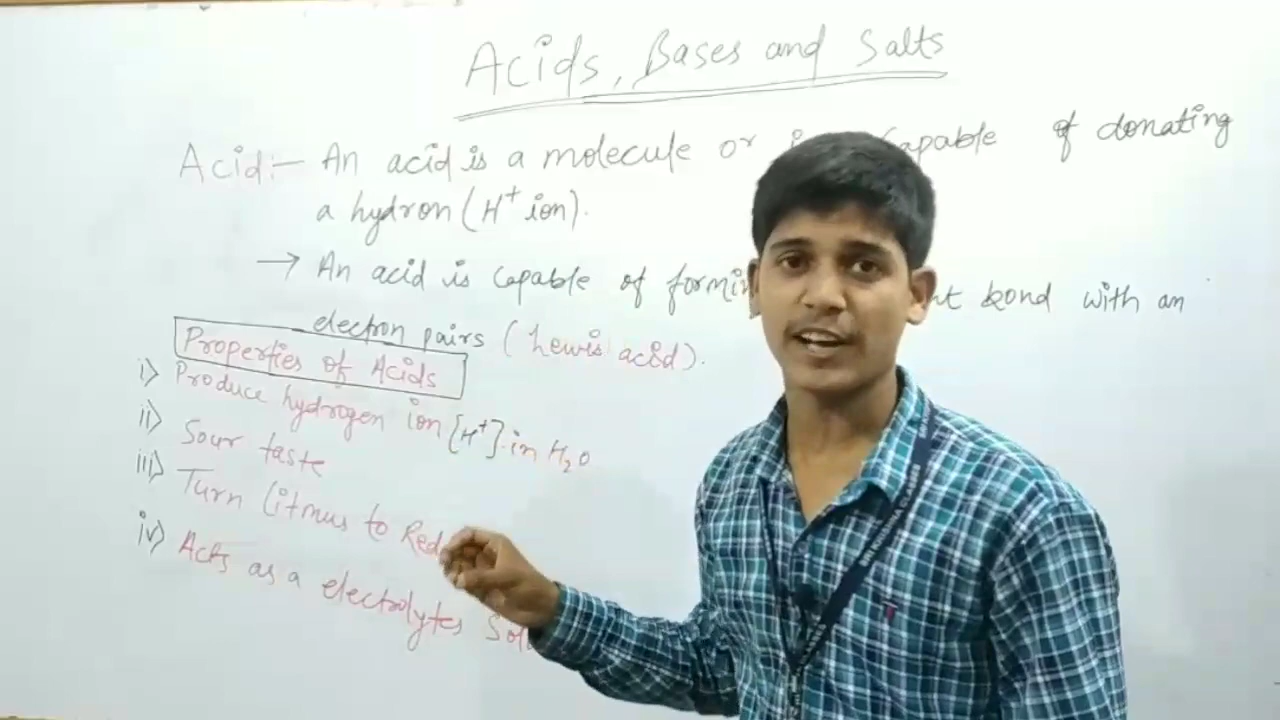 Acids, Bases and Salts
Acid:- An acid is a molecule or capable of donating
a hydron (H+ ion).
→ An acid is capable of bond with an
electron pairs (Lewis acid).
Properties of Acids
i) Produce hydrogen ion [H+] in H2O
ii) Sour taste
iii) Turn litmus to Red
iv) Acts as a electrolytes